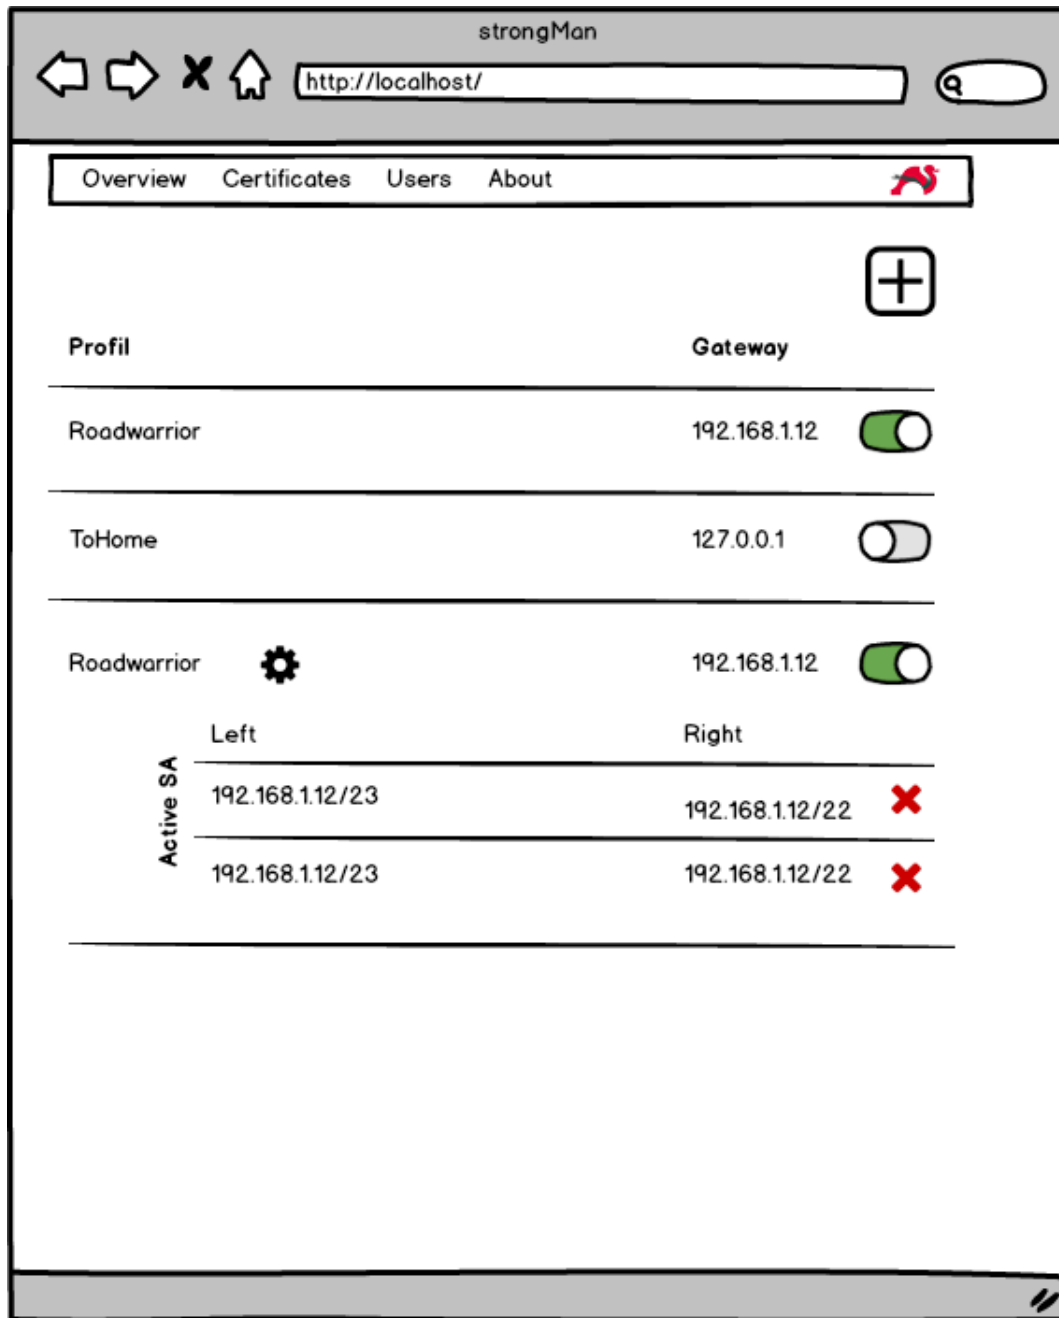 strongMan
http://localhost/
Overview Certificates Users About
Profil Gateway
Roadwarrior 192.168.1.12
ToHome 127.0.0.1
Roadwarrior 192.168.1.12
Left Right
Active SA
192.168.1.12/23 192.168.1.12/22
192.168.1.12/23 192.168.1.12/22